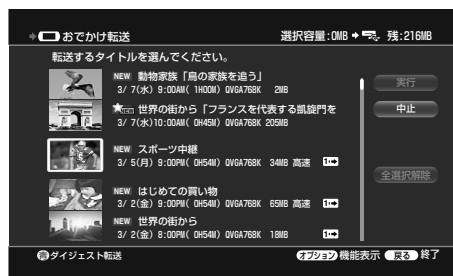 おでかけ転送 選択容量:0MB 残:216MB
転送するタイトルを選んでください。
NEW 動物家族「鳥の家族を追う」
3/ 7(水) 9:00AM( 1H00M) QVGA768K 2MB
世界の街から「フランスを代表する凱旋門を
3/ 7(水)10:00AM( 0H45M) QVGA768K 205MB
NEW スポーツ中継
3/ 5(月) 9:00PM( 0H54M) QVGA768K 34MB 高速
NEW はじめての買い物
3/ 2(金) 9:00PM( 0H54M) QVGA768K 65MB 高速
NEW 世界の街から
3/ 2(金) 8:00PM( 0H54M) QVGA768K 18MB
実行
中止
全選択解除
ダイジェスト転送 オプション 機能表示 戻る 終了